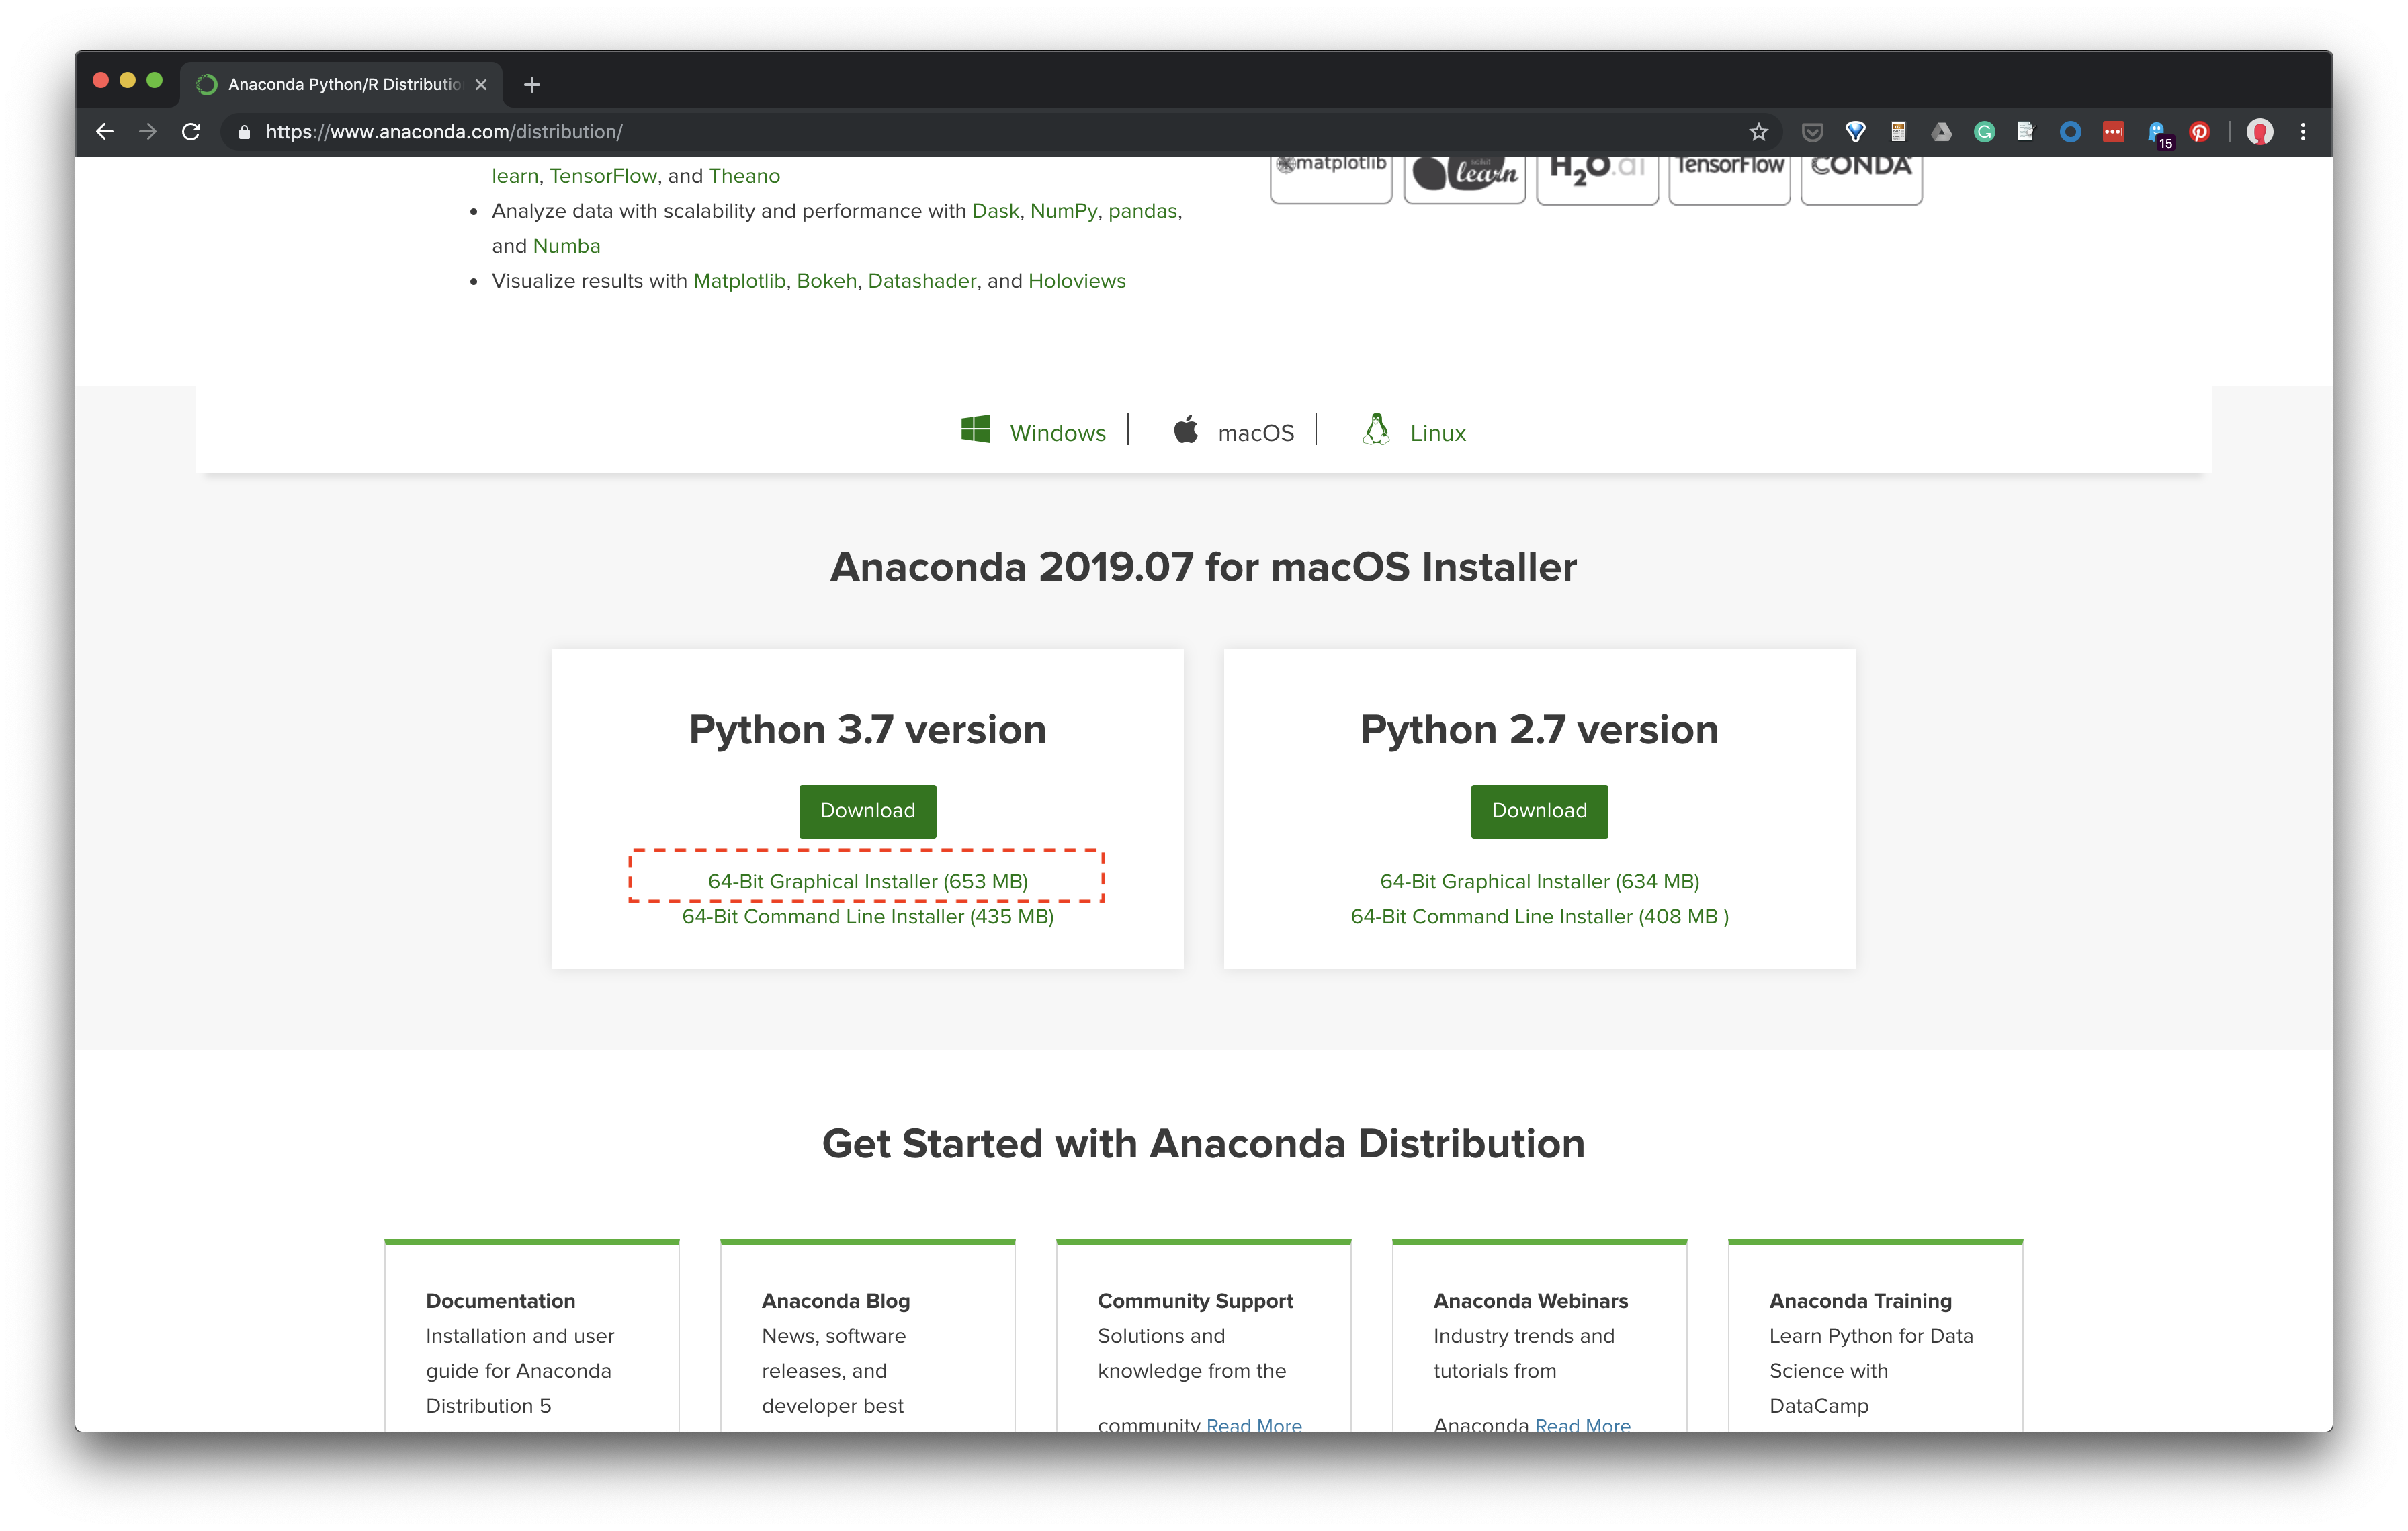 Anaconda Python/R Distributio
https://www.anaconda.com/distribution/
15
learn, TensorFlow, and Theano
matplotlib
scikit
learn
H2O.ai
TensorFlow
CONDA
• Analyze data with scalability and performance with Dask, NumPy, pandas,
and Numba
• Visualize results with Matplotlib, Bokeh, Datashader, and Holoviews
Windows | macOS | Linux
Anaconda 2019.07 for macOS Installer
Python 3.7 version
Download
64-Bit Graphical Installer (653 MB)
64-Bit Command Line Installer (435 MB)
Python 2.7 version
Download
64-Bit Graphical Installer (634 MB)
64-Bit Command Line Installer (408 MB )
Get Started with Anaconda Distribution
Documentation
Installation and user
guide for Anaconda
Distribution 5
Anaconda Blog
News, software
releases, and
developer best
Community Support
Solutions and
knowledge from the
community Read More
Anaconda Webinars
Industry trends and
tutorials from
Anaconda Read More
Anaconda Training
Learn Python for Data
Science with
DataCamp